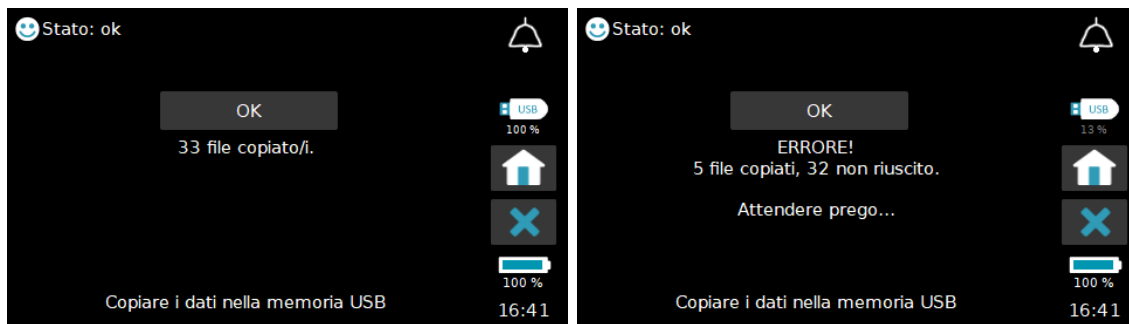 Stato: ok
OK
33 file copiato/i.
USB
100 %
100 %
Copiare i dati nella memoria USB
16:41
Stato: ok
OK
ERRORE!
5 file copiati, 32 non riuscito.
Attendere prego...
USB
13 %
100 %
Copiare i dati nella memoria USB
16:41